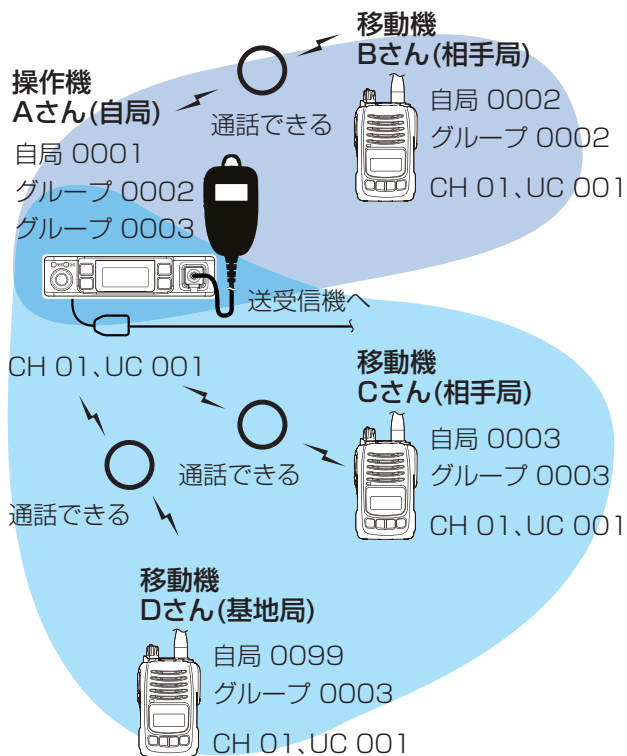 操作機
Aさん(自局)
自局 0001
グループ 0002
グループ 0003
CH 01、UC 001
送受信機へ
通話できる
移動機
Bさん(相手局)
自局 0002
グループ 0002
CH 01、UC 001
通話できる
移動機
Cさん(相手局)
自局 0003
グループ 0003
CH 01、UC 001
通話できる
移動機
Dさん(基地局)
自局 0099
グループ 0003
CH 01、UC 001